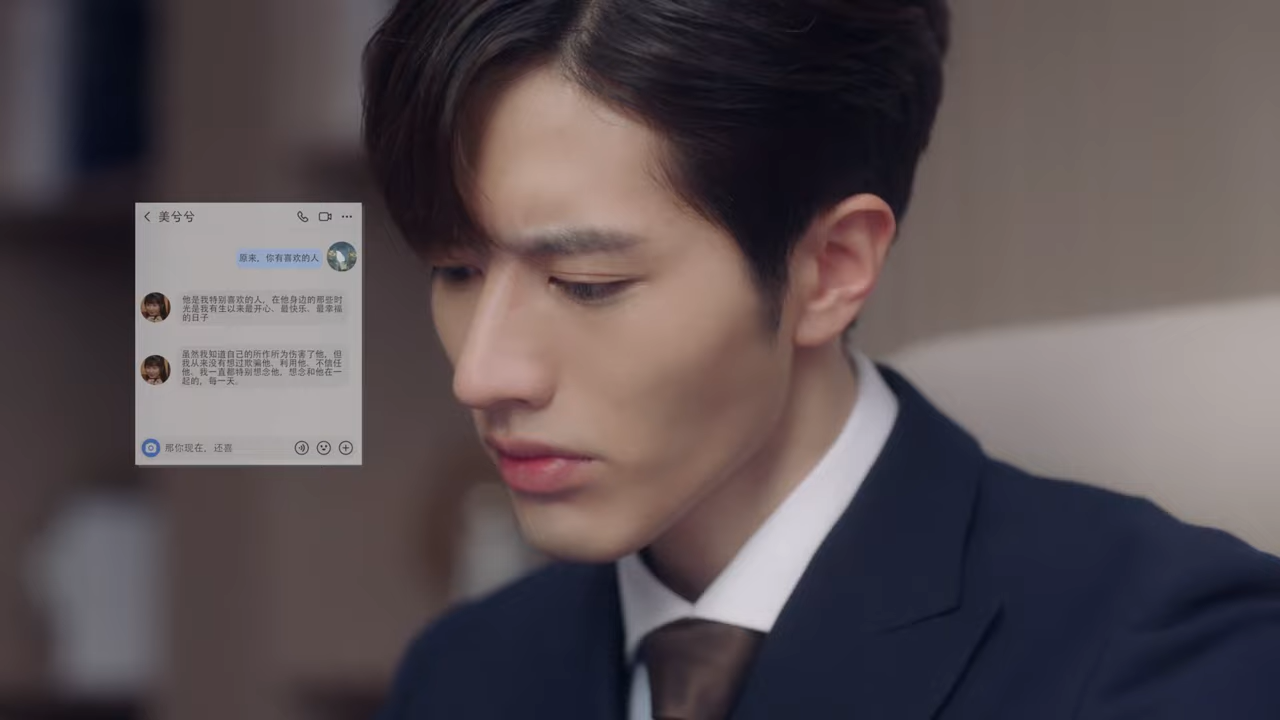 美兮兮
原来，你有喜欢的人
他是我特别喜欢的人，在他身边的那些时
光是我有生以来最开心、最快乐、最幸福
的日子
虽然我知道自己的所作所为伤害了他，但
我从来没有想过欺骗他、利用他、不信任
他、我一直都特别想念他，想念和他在一
起的，每一天。
那你现在，还喜